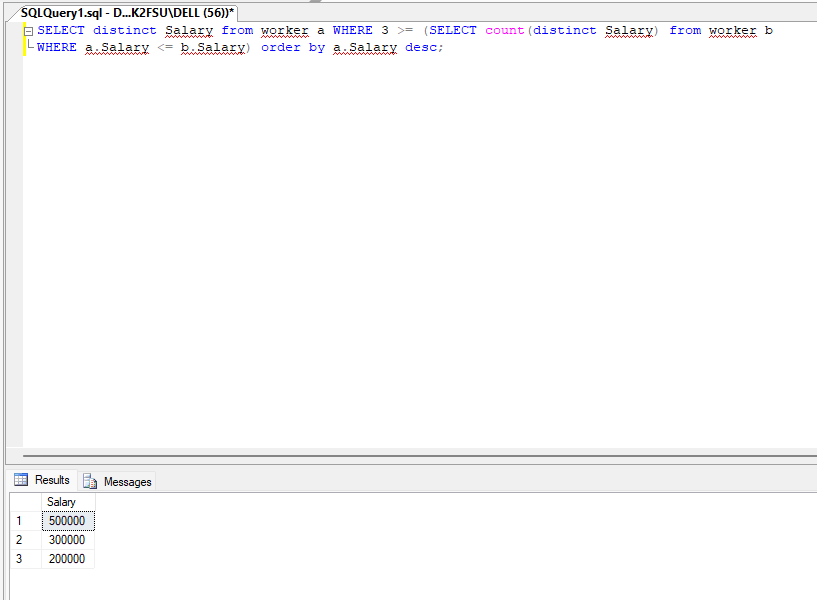 SQLQuery1.sql - D...K2FSU\DELL (56))*
SELECT distinct Salary from worker a WHERE 3 >= (SELECT count(distinct Salary) from worker b
WHERE a.Salary <= b.Salary) order by a.Salary desc;
Results Messages
Salary
1 500000
2 300000
3 200000